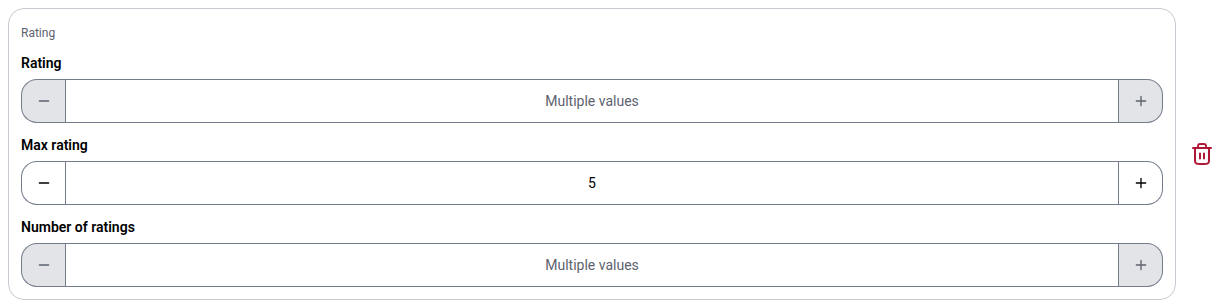 Rating
Rating
− Multiple values +
Max rating
− 5 +
Number of ratings
− Multiple values +